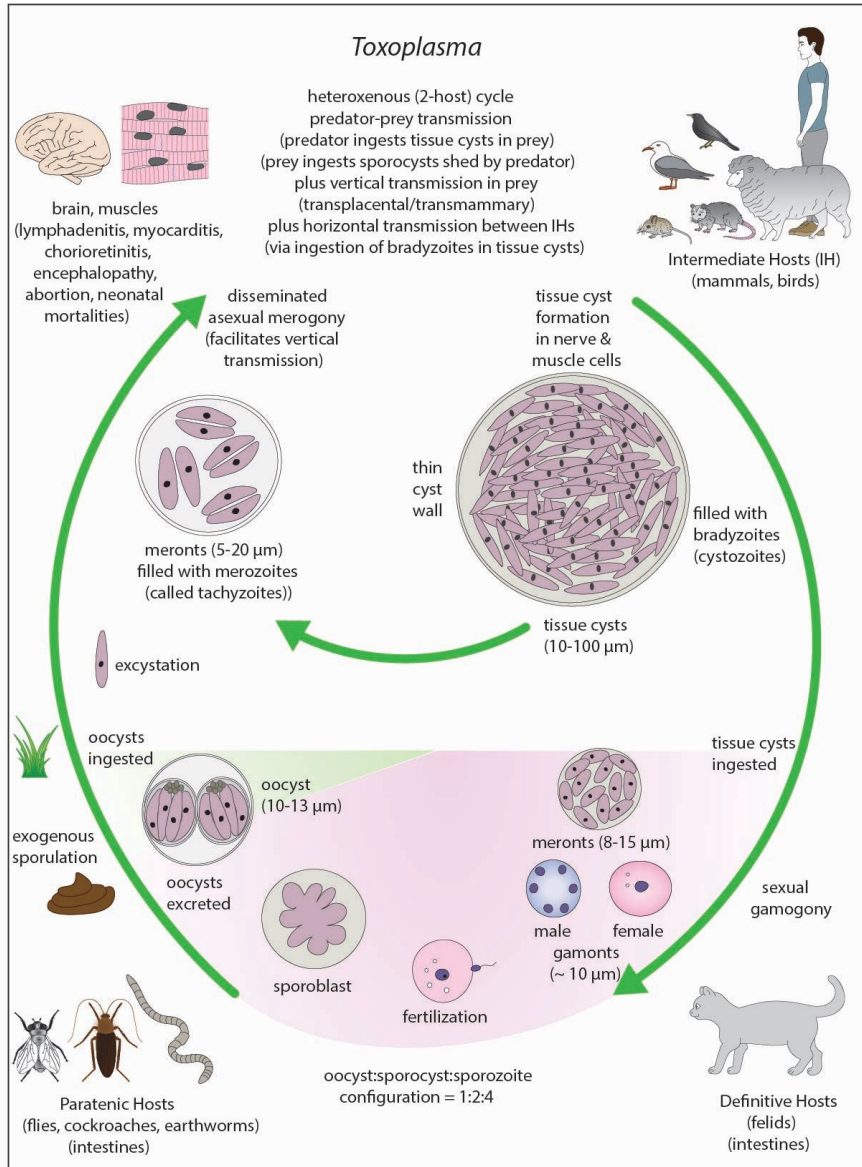 Toxoplasma
heteroxenous (2-host) cycle
predator-prey transmission
(predator ingests tissue cysts in prey)
(prey ingests sporocysts shed by predator)
plus vertical transmission in prey
(transplacental/transmammary)
plus horizontal transmission between IHs
(via ingestion of bradyzoites in tissue cysts)
brain, muscles
(lymphadenitis, myocarditis,
chorioretinitis,
encephalopathy,
abortion, neonatal
mortalities)
Intermediate Hosts (IH)
(mammals, birds)
disseminated
asexual merogony
(facilitates vertical
transmission)
tissue cyst
formation
in nerve &
muscle cells
thin
cyst
wall
filled with
bradyzoites
(cystozoites)
meronts (5-20 µm)
filled with merozoites
(called tachyzoites))
tissue cysts
(10-100 µm)
excystation
oocysts
ingested
oocyst
(10-13 µm)
tissue cysts
ingested
meronts (8-15 µm)
exogenous
sporulation
oocysts
excreted
sexual
gamogony
male
female
gamonts
(~ 10 µm)
sporoblast
fertilization
oocyst:sporocyst:sporozoite
configuration = 1:2:4
Paratenic Hosts
(flies, cockroaches, earthworms)
(intestines)
Definitive Hosts
(felids)
(intestines)